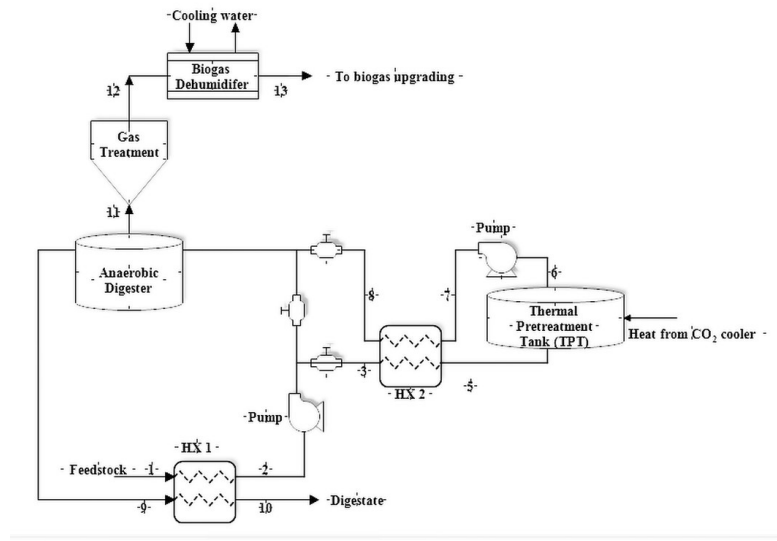 Cooling water
Biogas
Dehumidifer
12
13
To biogas upgrading
Gas
Treatment
11
Pump
6
Anaerobic
Digester
8
7
Thermal
Pretreatment
Tank (TPT)
Heat from CO₂ cooler
3
5
HX 2
Pump
HX 1
Feedstock
1
2
9
10
Digestate